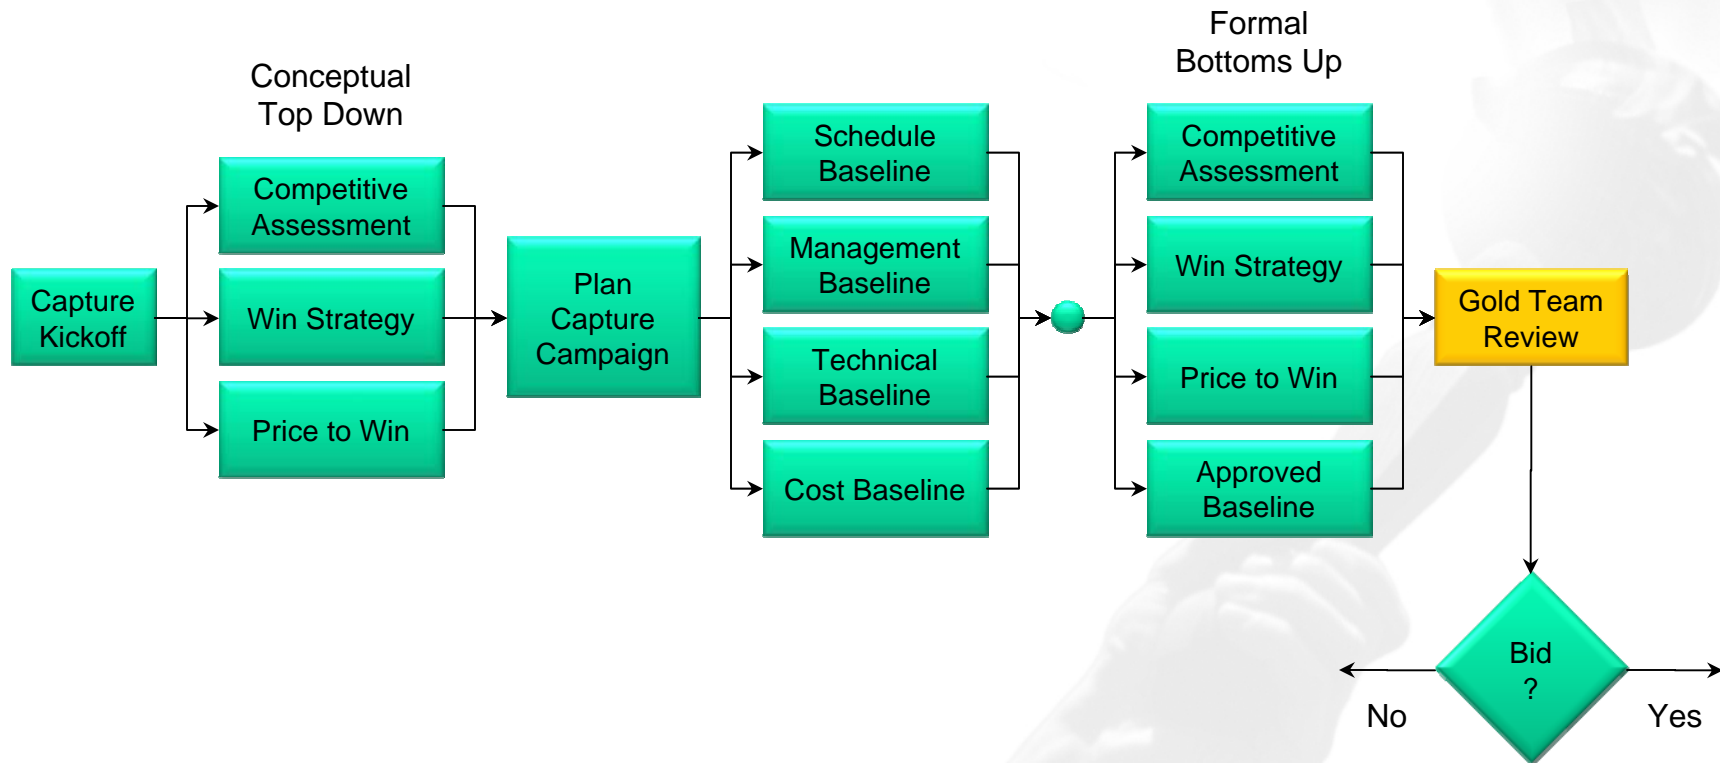 Conceptual
Top Down
Formal
Bottoms Up
Capture
Kickoff
Competitive
Assessment
Win Strategy
Price to Win
Plan
Capture
Campaign
Schedule
Baseline
Management
Baseline
Technical
Baseline
Cost Baseline
Competitive
Assessment
Win Strategy
Price to Win
Approved
Baseline
Gold Team
Review
Bid
?
No
Yes